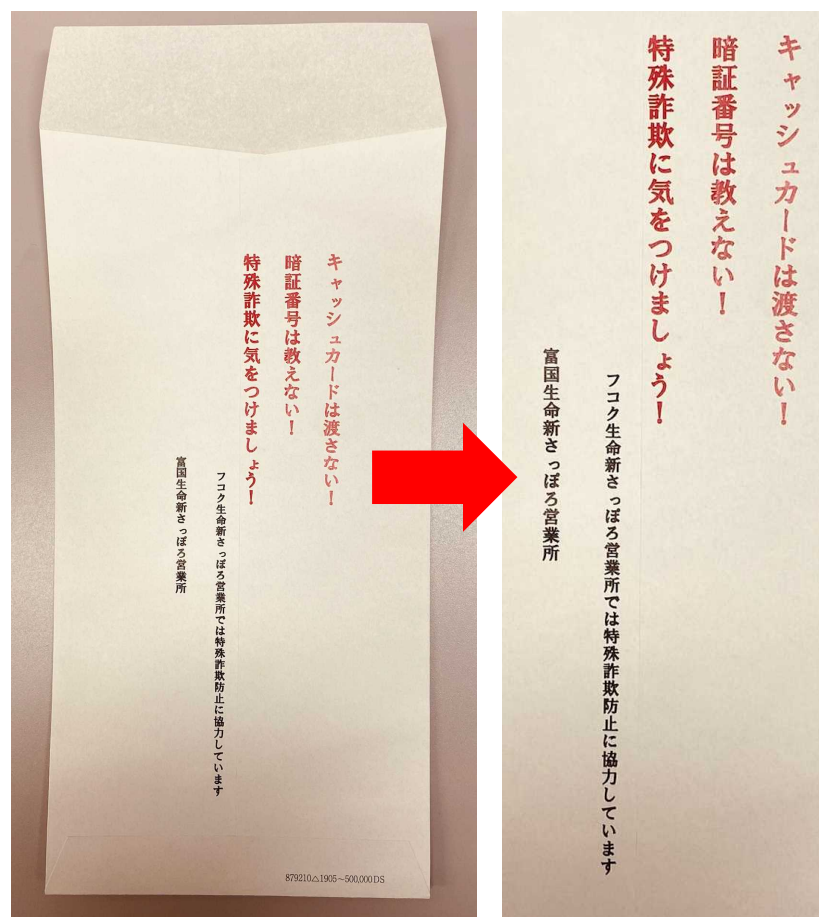 キャッシュカードは渡さない！
暗証番号は教えない！
特殊詐欺に気をつけましょう！
フコク生命新さっぽろ営業所では特殊詐欺防止に協力しています
富国生命新さっぽろ営業所
879210△1905～500,000DS
キャッシュカードは渡さない！
暗証番号は教えない！
特殊詐欺に気をつけましょう！
フコク生命新さっぽろ営業所では特殊詐欺防止に協力しています
富国生命新さっぽろ営業所